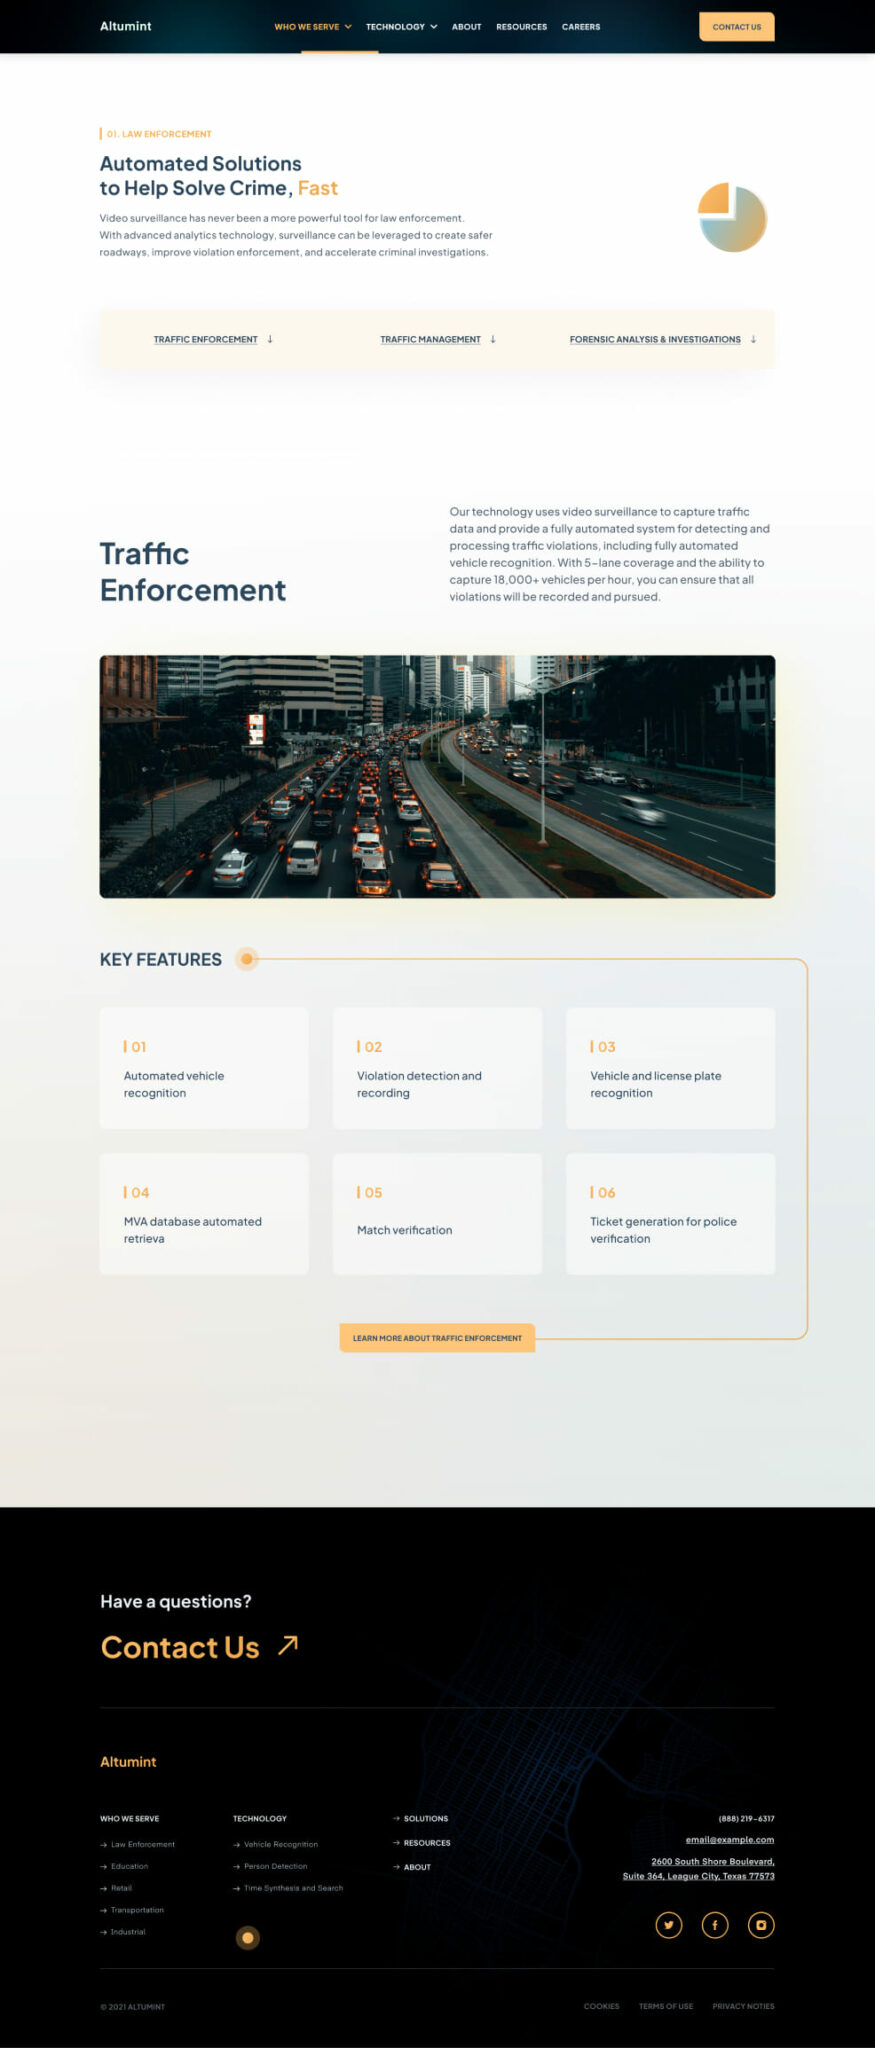 Altumint
WHO WE SERVE
TECHNOLOGY
ABOUT
RESOURCES
CAREERS
CONTACT US
01. LAW ENFORCEMENT
Automated Solutions
to Help Solve Crime, Fast
Video surveillance has never been a more powerful tool for law enforcement.
With advanced analytics technology, surveillance can be leveraged to create safer
roadways, improve violation enforcement, and accelerate criminal investigations.
TRAFFIC ENFORCEMENT ↓
TRAFFIC MANAGEMENT ↓
FORENSIC ANALYSIS & INVESTIGATIONS ↓
Traffic
Enforcement
Our technology uses video surveillance to capture traffic
data and provide a fully automated system for detecting and
processing traffic violations, including fully automated
vehicle recognition. With 5-lane coverage and the ability to
capture 18,000+ vehicles per hour, you can ensure that all
violations will be recorded and pursued.
KEY FEATURES
01
Automated vehicle
recognition
02
Violation detection and
recording
03
Vehicle and license plate
recognition
04
MVA database automated
retrieva
05
Match verification
06
Ticket generation for police
verification
LEARN MORE ABOUT TRAFFIC ENFORCEMENT
Have a questions?
Contact Us
Altumint
WHO WE SERVE
→ Law Enforcement
→ Education
→ Retail
→ Transportation
→ Industrial
TECHNOLOGY
→ Vehicle Recognition
→ Person Detection
→ Time Synthesis and Search
→ SOLUTIONS
→ RESOURCES
→ ABOUT
(888) 219-6317
email@example.com
2600 South Shore Boulevard,
Suite 364, League City, Texas 77573
© 2021 ALTUMINT
COOKIES
TERMS OF USE
PRIVACY NOTIES